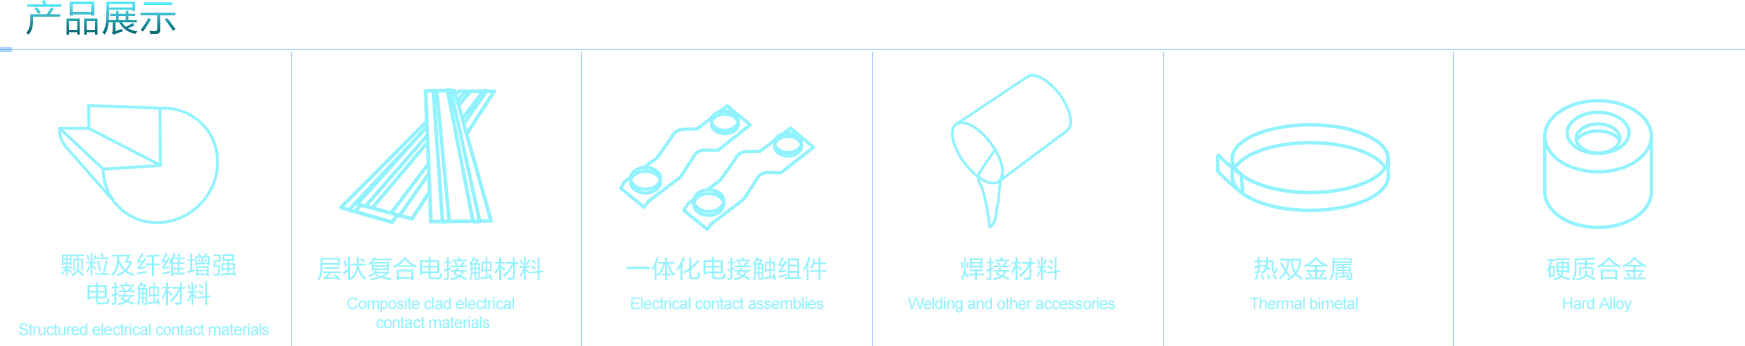 产品展示
颗粒及纤维增强
电接触材料
Structured electrical contact materials
层状复合电接触材料
Composite clad electrical
contact materials
一体化电接触组件
Electrical contact assemblies
焊接材料
Welding and other accessories
热双金属
Thermal bimetal
硬质合金
Hard Alloy